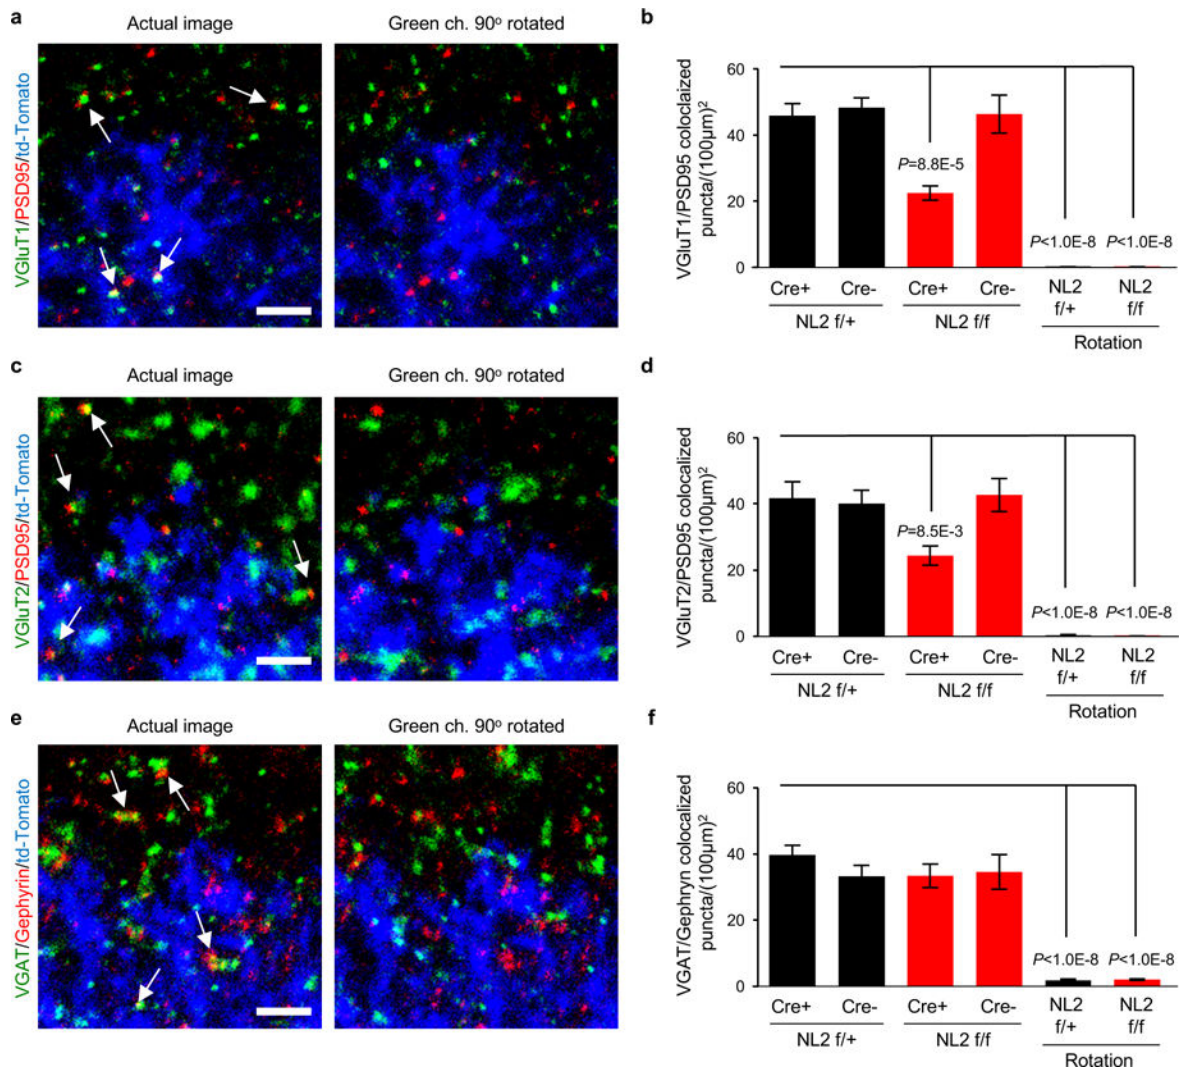 a
Actual image
Green ch. 90o rotated
VGluT1/PSD95/td-Tomato
b
VGluT1/PSD95 coloclaized
puncta/(100µm)2
60
40
20
0
P=8.8E-5
P<1.0E-8
P<1.0E-8
Cre+
Cre-
Cre+
Cre-
NL2
f/+
NL2
f/f
NL2 f/+
NL2 f/f
Rotation
c
Actual image
Green ch. 90o rotated
VGluT2/PSD95/td-Tomato
d
VGluT2/PSD95 colocalized
puncta/(100µm)2
60
40
20
0
P=8.5E-3
P<1.0E-8
P<1.0E-8
Cre+
Cre-
Cre+
Cre-
NL2
f/+
NL2
f/f
NL2 f/+
NL2 f/f
Rotation
e
Actual image
Green ch. 90o rotated
VGAT/Gephyrin/td-Tomato
f
VGAT/Gephryn colocalized
puncta/(100µm)2
60
40
20
0
P<1.0E-8
P<1.0E-8
Cre+
Cre-
Cre+
Cre-
NL2
f/+
NL2
f/f
NL2 f/+
NL2 f/f
Rotation